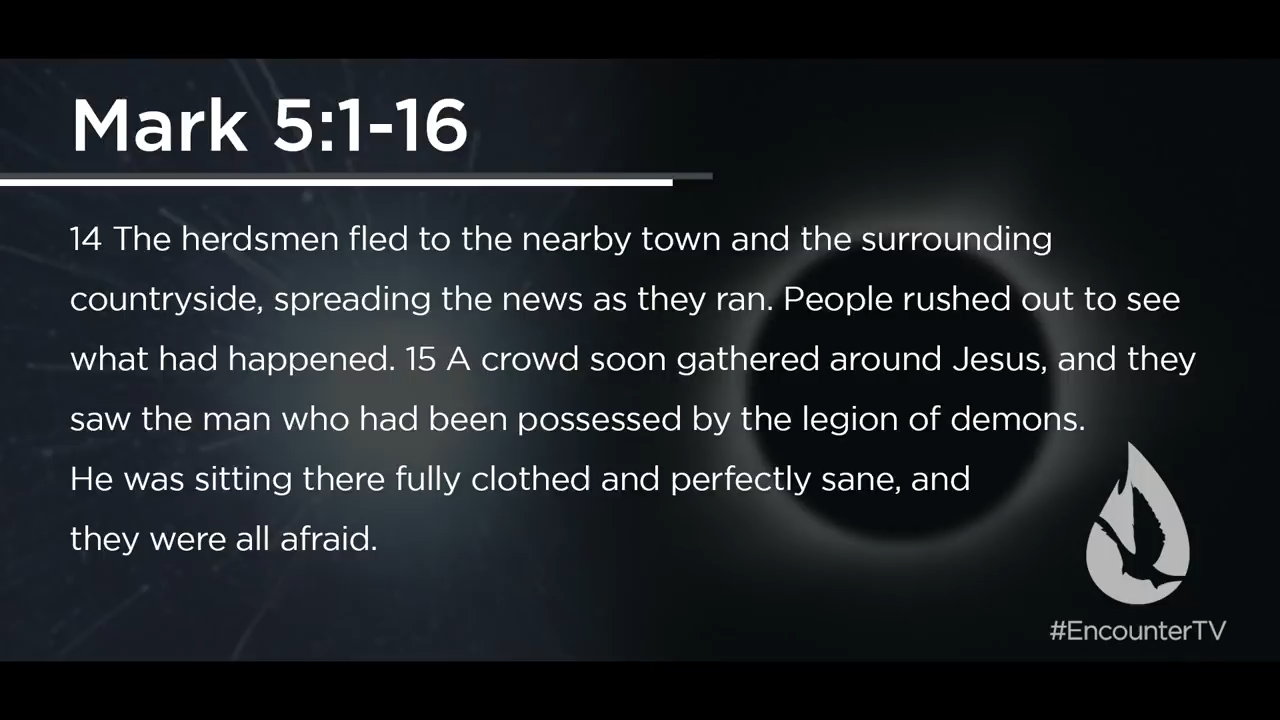 Mark 5:1-16
14 The herdsmen fled to the nearby town and the surrounding
countryside, spreading the news as they ran. People rushed out to see
what had happened. 15 A crowd soon gathered around Jesus, and they
saw the man who had been possessed by the legion of demons.
He was sitting there fully clothed and perfectly sane, and
they were all afraid.
#EncounterTV